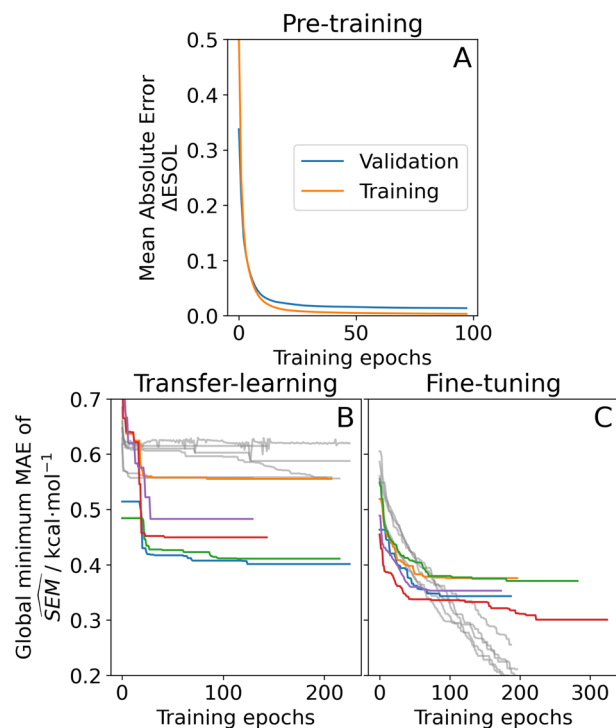 Pre-training
A
0.5
0.4
0.3
0.2
0.1
0.0
Mean Absolute Error
ΔESOL
Validation
Training
0
50
100
Training epochs
Transfer-learning
Fine-tuning
B
C
0.7
0.6
0.5
0.4
0.3
0.2
Global minimum MAE of
\widehat{SEM} / kcal·mol⁻¹
0
100
200
0
100
200
300
Training epochs
Training epochs